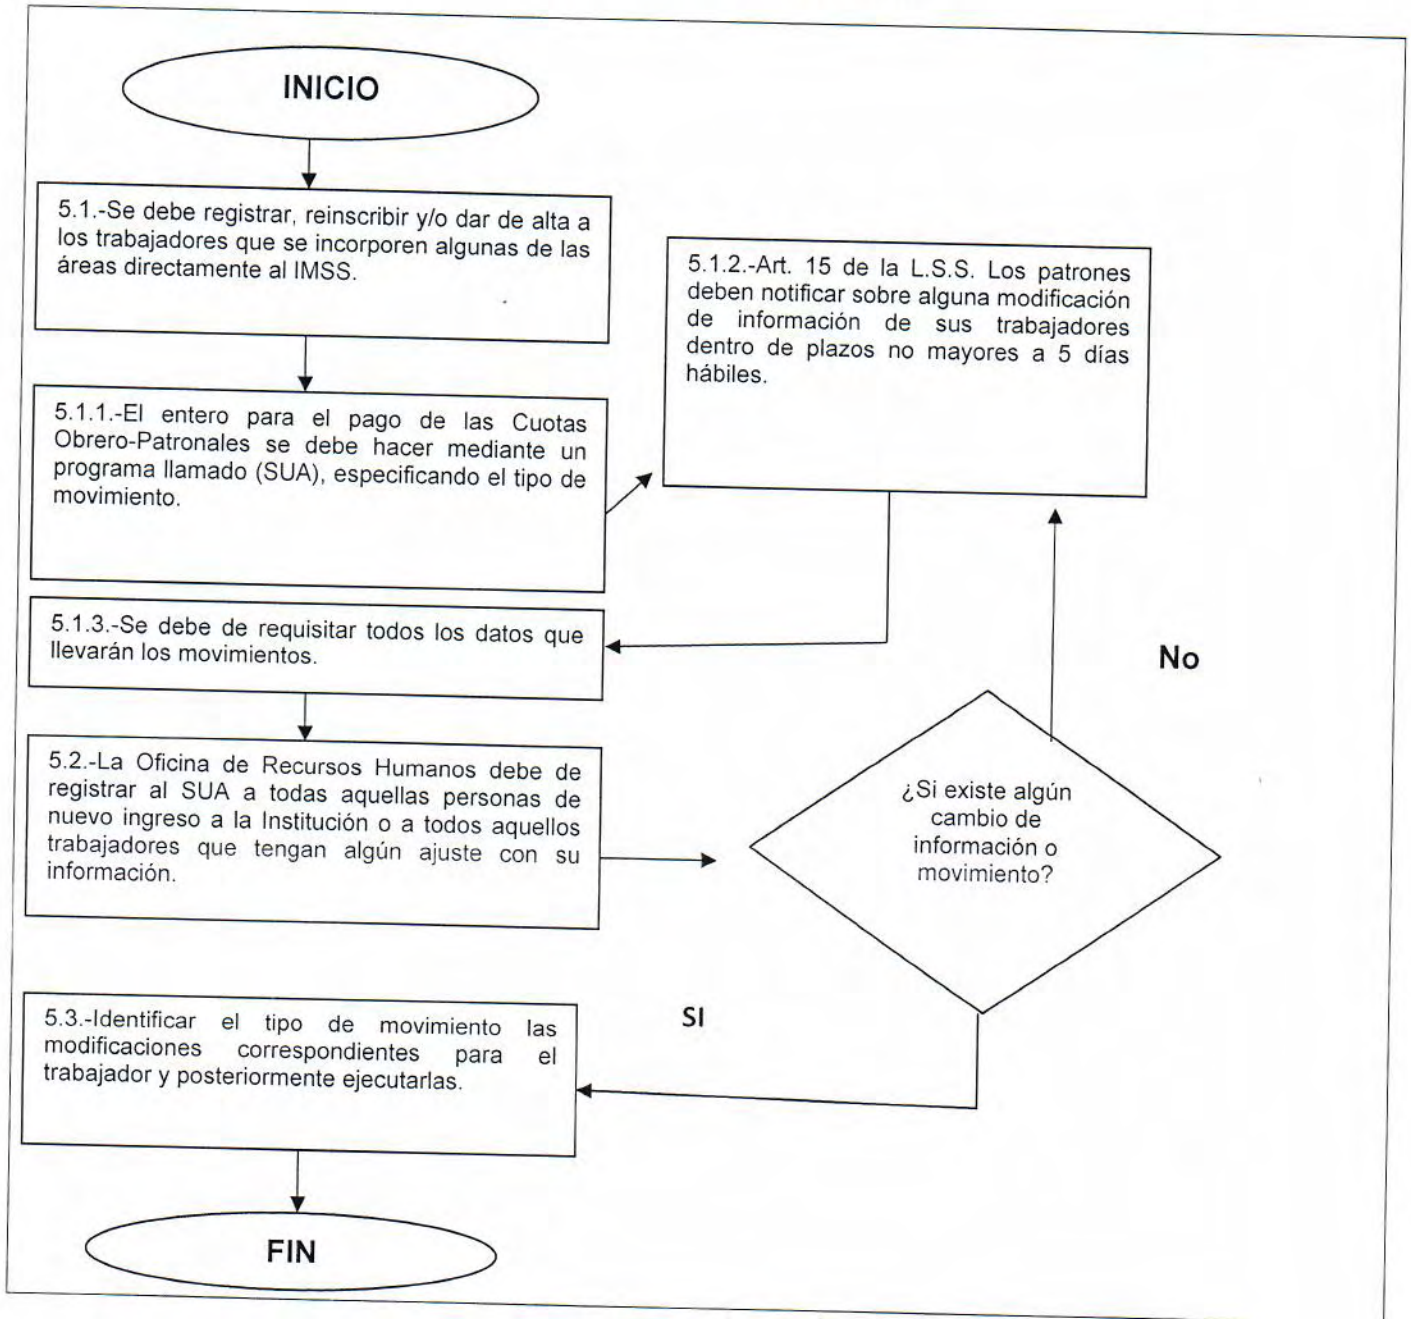 INICIO
5.1.-Se debe registrar, reinscribir y/o dar de alta a
los trabajadores que se incorporen algunas de las
áreas directamente al IMSS.
5.1.1.-El entero para el pago de las Cuotas
Obrero-Patronales se debe hacer mediante un
programa llamado (SUA), especificando el tipo de
movimiento.
5.1.2.-Art. 15 de la L.S.S. Los patrones
deben notificar sobre alguna modificación
de información de sus trabajadores
dentro de plazos no mayores a 5 días
hábiles.
5.1.3.-Se debe de requisitar todos los datos que
llevarán los movimientos.
5.2.-La Oficina de Recursos Humanos debe de
registrar al SUA a todas aquellas personas de
nuevo ingreso a la Institución o a todos aquellos
trabajadores que tengan algún ajuste con su
información.
¿Si existe algún
cambio de
información o
movimiento?
No
SI
5.3.-Identificar el tipo de movimiento las
modificaciones correspondientes para el
trabajador y posteriormente ejecutarlas.
FIN